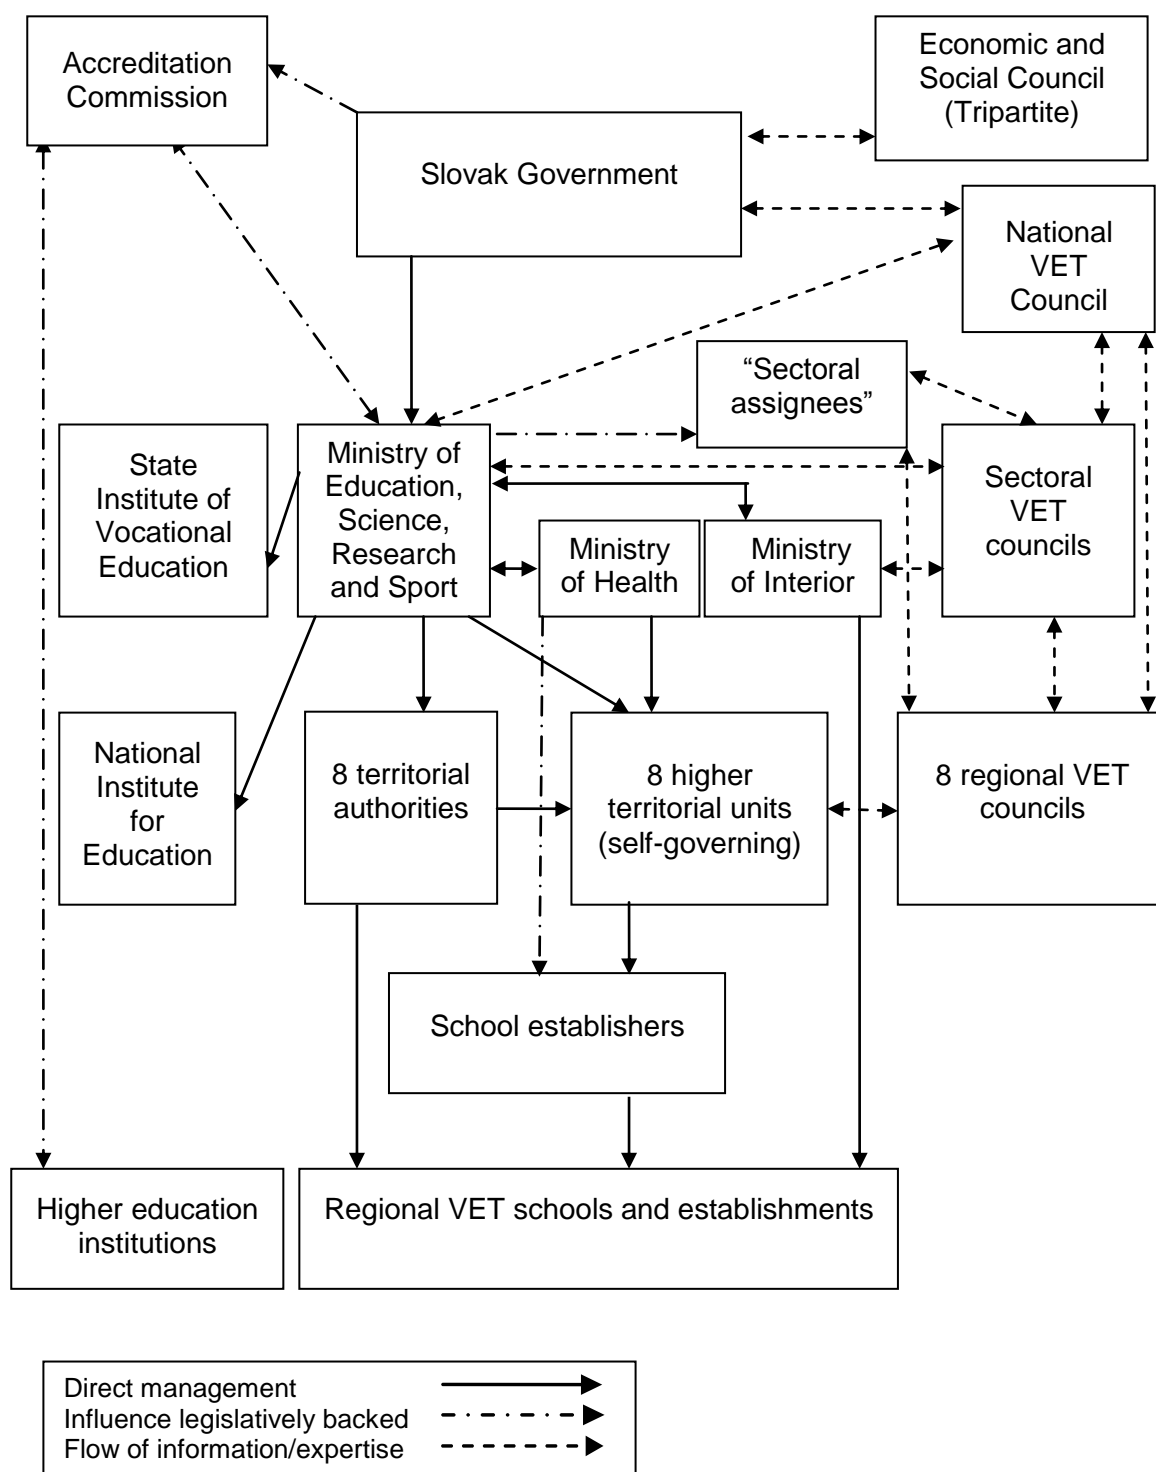 Accreditation
Commission
Economic and
Social Council
(Tripartite)
Slovak Government
National
VET
Council
“Sectoral
assignees”
State
Institute of
Vocational
Education
Ministry of
Education,
Science,
Research
and Sport
Ministry
of Health
Ministry
of Interior
Sectoral
VET
councils
National
Institute
for
Education
8 territorial
authorities
8 higher
territorial units
(self-governing)
8 regional VET
councils
School establishers
Higher education
institutions
Regional VET schools and establishments
Direct management
Influence legislatively backed
Flow of information/expertise